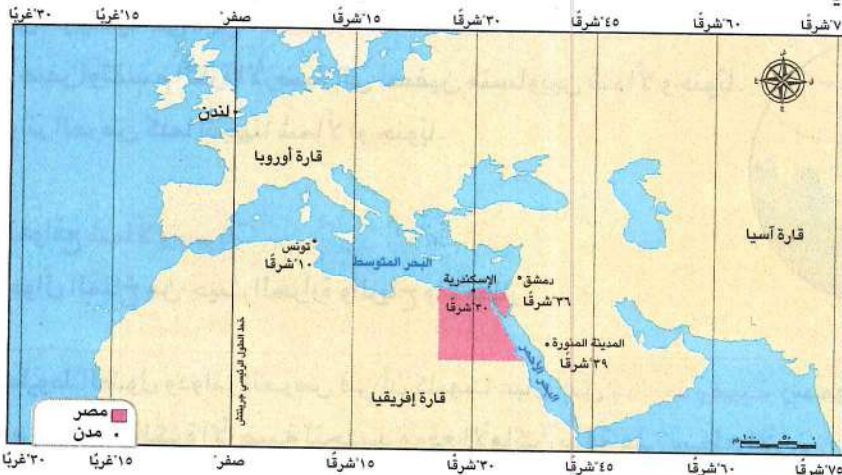 ٣٠°غربًا ١٥°غربًا صفر° ١٥°شرقًا ٣٠°شرقًا ٤٥°شرقًا ٦٠°شرقًا
لندن
قارة أوروبا
قارة آسيا
تونس
١٠°شرقًا
البحر المتوسط
الإسكندرية
٣٠°شرقًا
دمشق
٣٦°شرقًا
المدينة المنورة
٣٩°شرقًا
البحر الأحمر
خط الطول الرئيسي جرينتش
قارة إفريقيا
مصر
مدن
٣٠°غربًا ١٥°غربًا صفر° ١٥°شرقًا ٣٠°شرقًا ٤٥°شرقًا ٦٠°شرقًا ٧٥°شرقًا